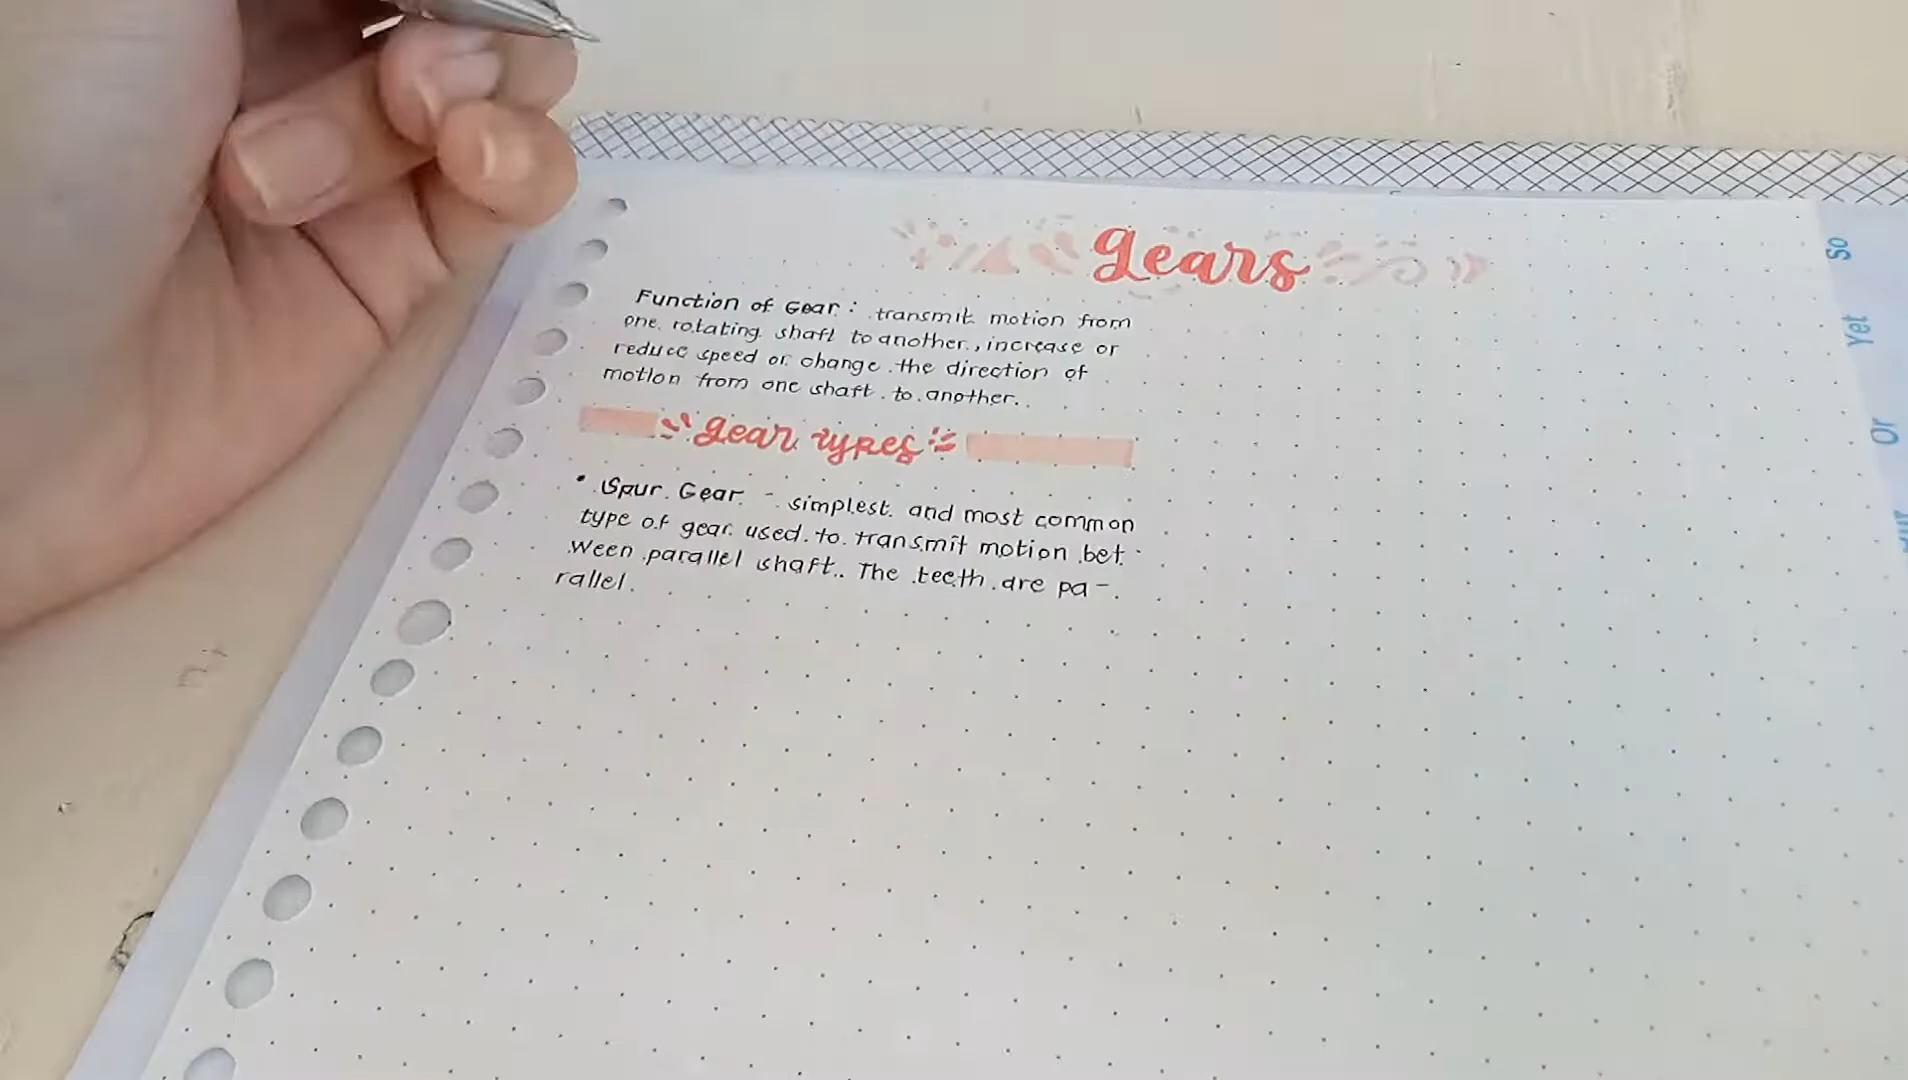 gears
Function of Gear: transmit motion from
one rotating shaft to another, increase or
reduce speed or change the direction of
motion from one shaft to another.
gear types
• Spur Gear - simplest and most common
type of gear used to transmit motion bet
ween parallel shaft. The teeth are pa-
rallel.
So
Yet
Or